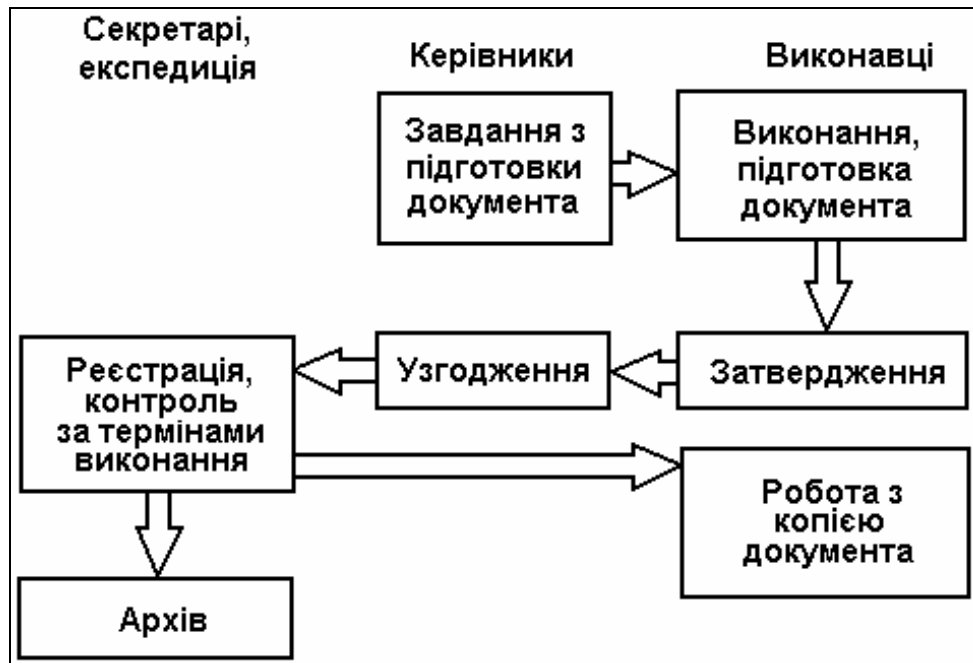 Секретарі,
експедиція
Керівники
Виконавці
Завдання з
підготовки
документа
Виконання,
підготовка
документа
Реєстрація,
контроль
за термінами
виконання
Узгодження
Затвердження
Робота з
копією
документа
Архів